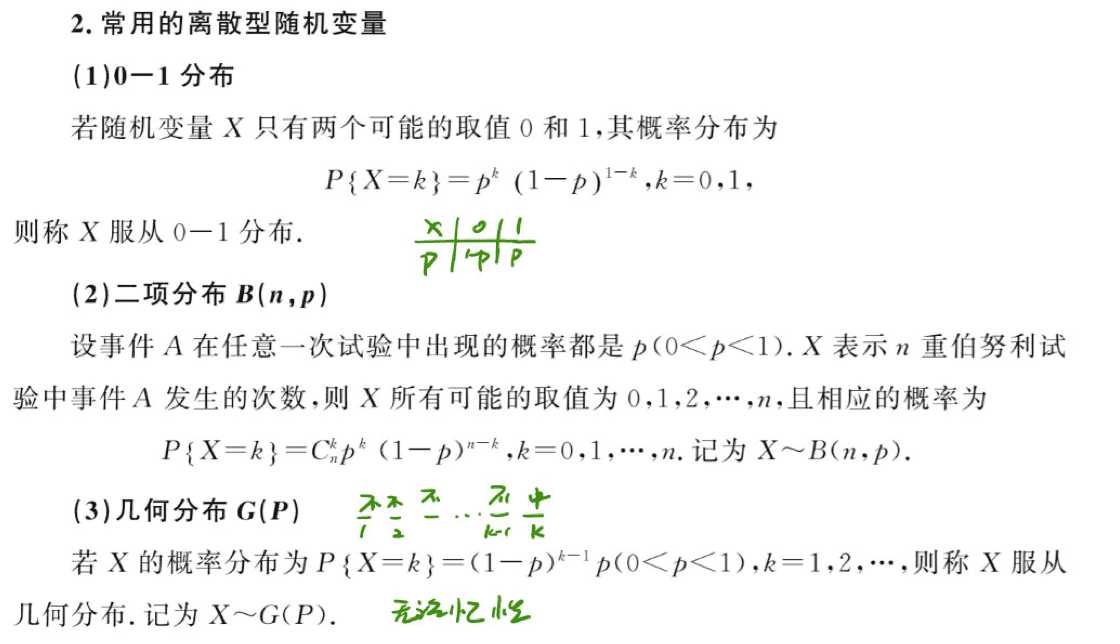 2. 常用的离散型随机变量
(1)0—1 分布
若随机变量 X 只有两个可能的取值 0 和 1,其概率分布为
P{X=k}=p^k (1-p)^{1-k},k=0,1,
则称 X 服从 0—1 分布.
X | 0 | 1
P | 1-p | p
(2)二项分布 B(n,p)
设事件 A 在任意一次试验中出现的概率都是 p(0<p<1). X 表示 n 重伯努利试
验中事件 A 发生的次数,则 X 所有可能的取值为 0,1,2,…,n,且相应的概率为
P{X=k}=C_n^k p^k (1-p)^{n-k},k=0,1,…,n. 记为 X~B(n,p).
(3)几何分布 G(P)
不 不 不 … 不 中
1 2 k-1 k
若 X 的概率分布为 P{X=k}=(1-p)^{k-1} p(0<p<1),k=1,2,…,则称 X 服从
几何分布. 记为 X~G(P).
无记忆性